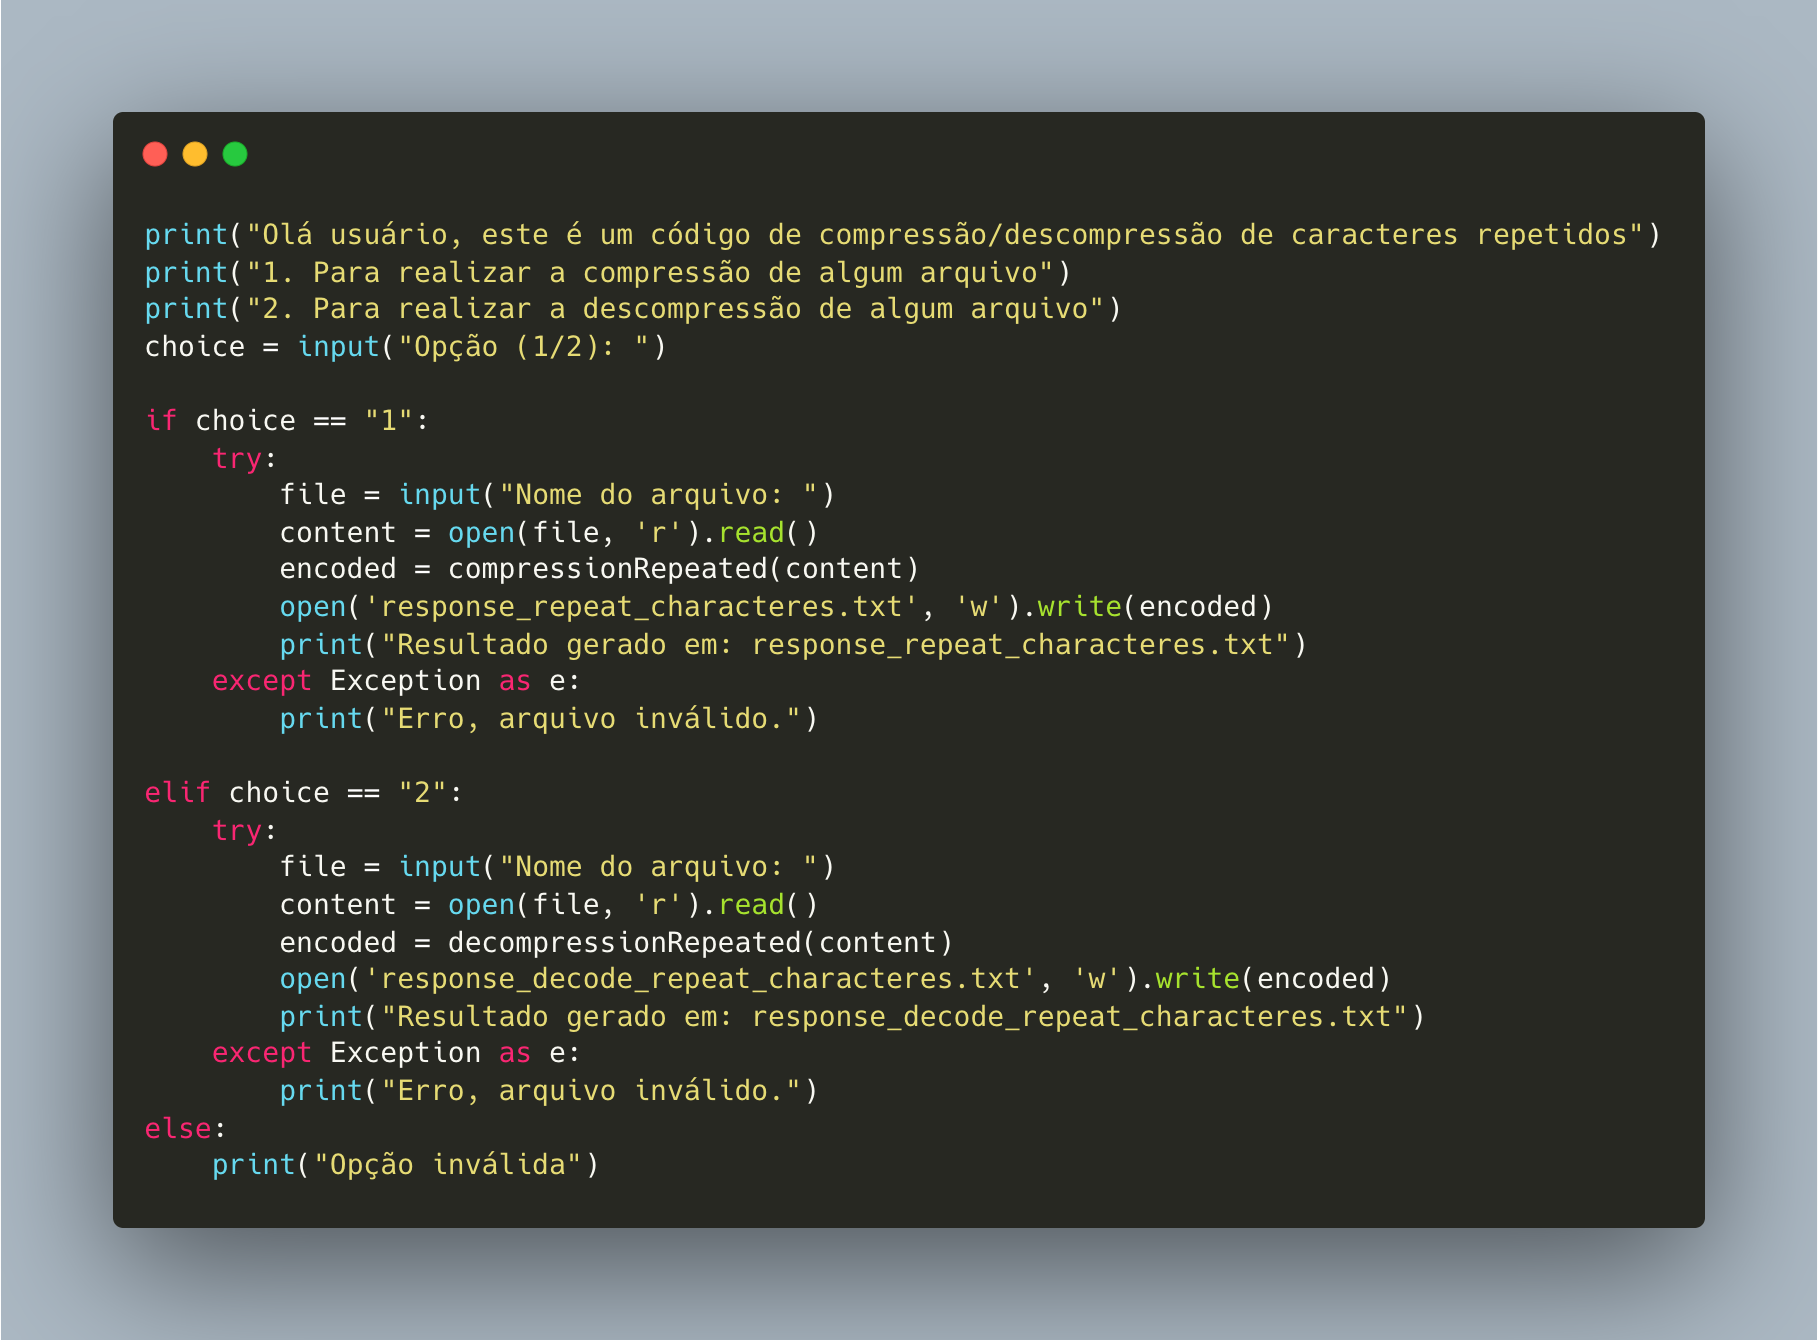 print("Olá usuário, este é um código de compressão/descompressão de caracteres repetidos")
print("1. Para realizar a compressão de algum arquivo")
print("2. Para realizar a descompressão de algum arquivo")
choice = input("Opção (1/2): ")

if choice == "1":
    try:
        file = input("Nome do arquivo: ")
        content = open(file, 'r').read()
        encoded = compressionRepeated(content)
        open('response_repeat_characteres.txt', 'w').write(encoded)
        print("Resultado gerado em: response_repeat_characteres.txt")
    except Exception as e:
        print("Erro, arquivo inválido.")

elif choice == "2":
    try:
        file = input("Nome do arquivo: ")
        content = open(file, 'r').read()
        encoded = decompressionRepeated(content)
        open('response_decode_repeat_characteres.txt', 'w').write(encoded)
        print("Resultado gerado em: response_decode_repeat_characteres.txt")
    except Exception as e:
        print("Erro, arquivo inválido.")
else:
    print("Opção inválida")